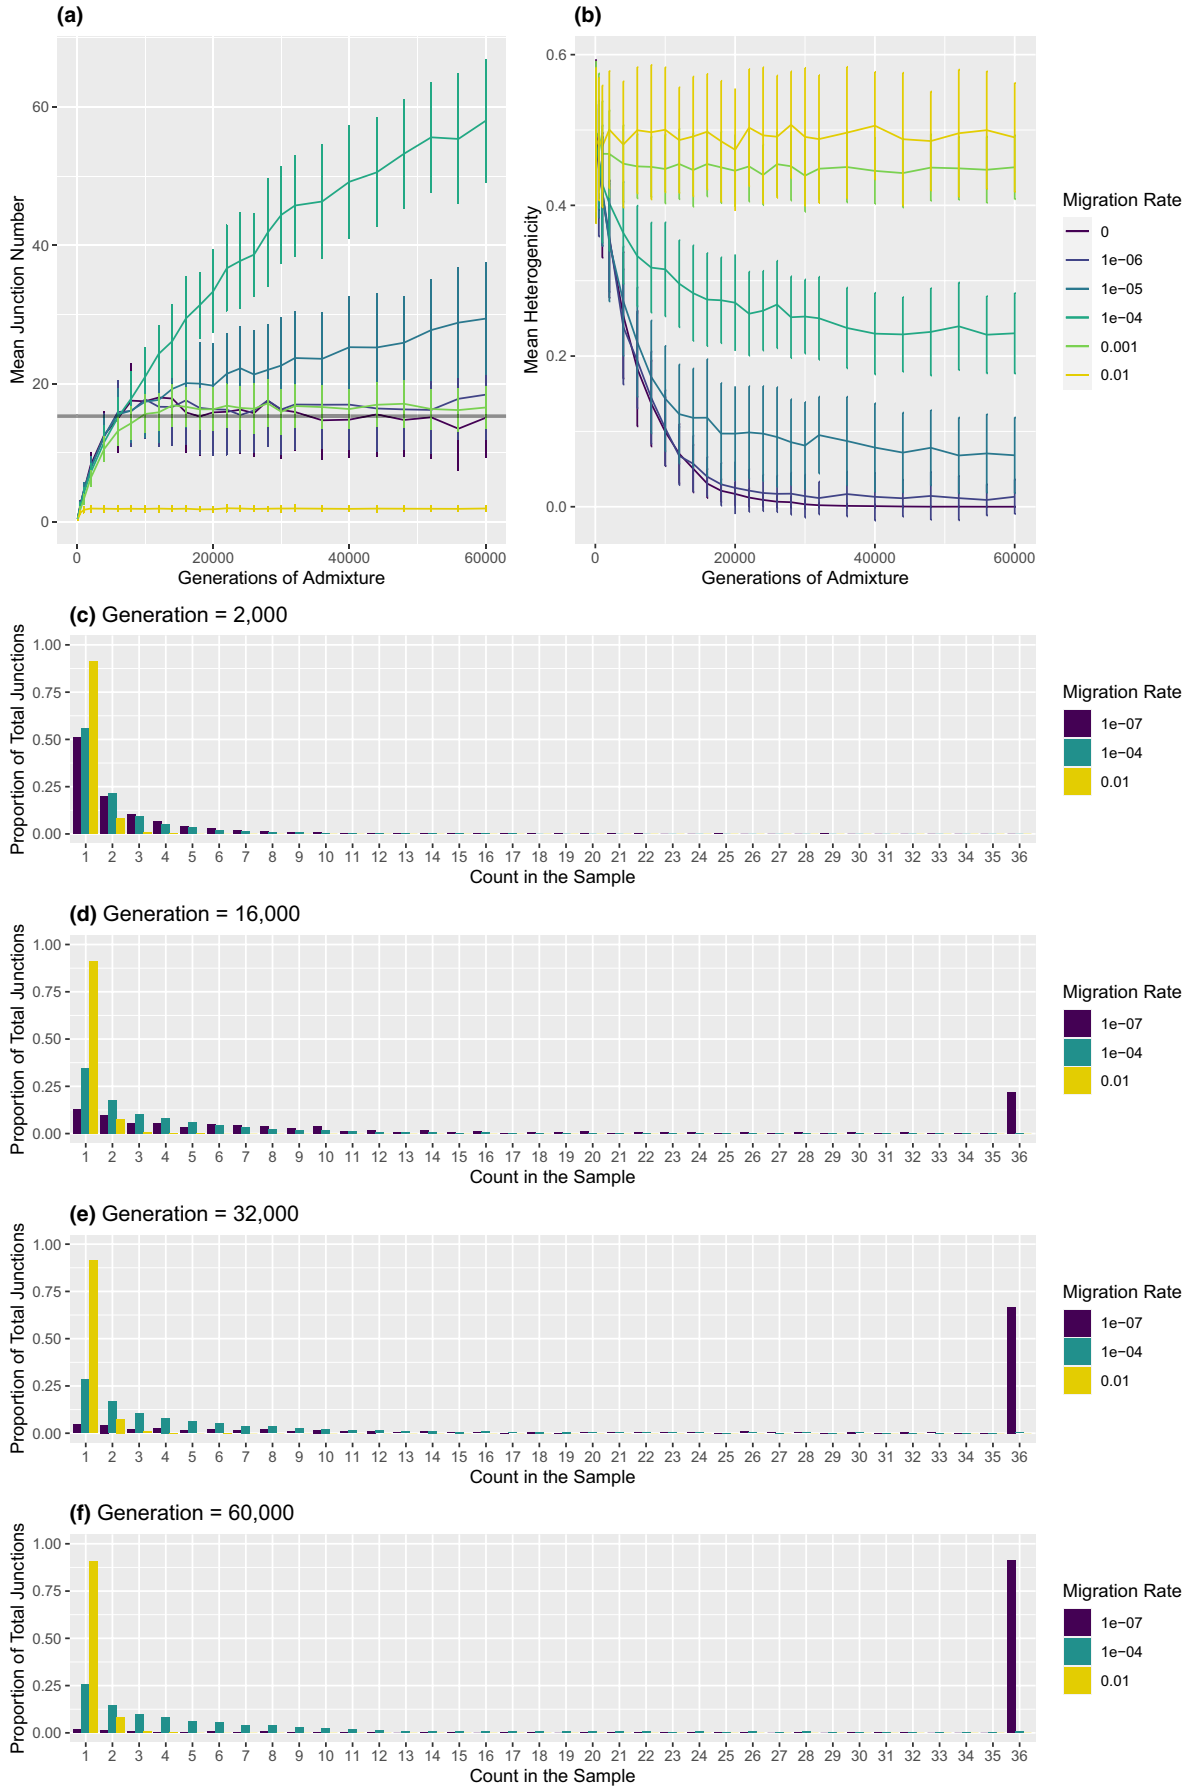 (a)
Mean Junction Number
60
40
20
0
0 20000 40000 60000
Generations of Admixture
(b)
Mean Heterogenicity
0.6
0.4
0.2
0.0
0 20000 40000 60000
Generations of Admixture
Migration Rate
0
1e−06
1e−05
1e−04
0.001
0.01
(c) Generation = 2,000
Proportion of Total Junctions
1.00
0.75
0.50
0.25
0.00
1 2 3 4 5 6 7 8 9 10 11 12 13 14 15 16 17 18 19 20 21 22 23 24 25 26 27 28 29 30 31 32 33 34 35 36
Count in the Sample
Migration Rate
1e−07
1e−04
0.01
(d) Generation = 16,000
Proportion of Total Junctions
1.00
0.75
0.50
0.25
0.00
1 2 3 4 5 6 7 8 9 10 11 12 13 14 15 16 17 18 19 20 21 22 23 24 25 26 27 28 29 30 31 32 33 34 35 36
Count in the Sample
Migration Rate
1e−07
1e−04
0.01
(e) Generation = 32,000
Proportion of Total Junctions
1.00
0.75
0.50
0.25
0.00
1 2 3 4 5 6 7 8 9 10 11 12 13 14 15 16 17 18 19 20 21 22 23 24 25 26 27 28 29 30 31 32 33 34 35 36
Count in the Sample
Migration Rate
1e−07
1e−04
0.01
(f) Generation = 60,000
Proportion of Total Junctions
1.00
0.75
0.50
0.25
0.00
1 2 3 4 5 6 7 8 9 10 11 12 13 14 15 16 17 18 19 20 21 22 23 24 25 26 27 28 29 30 31 32 33 34 35 36
Count in the Sample
Migration Rate
1e−07
1e−04
0.01